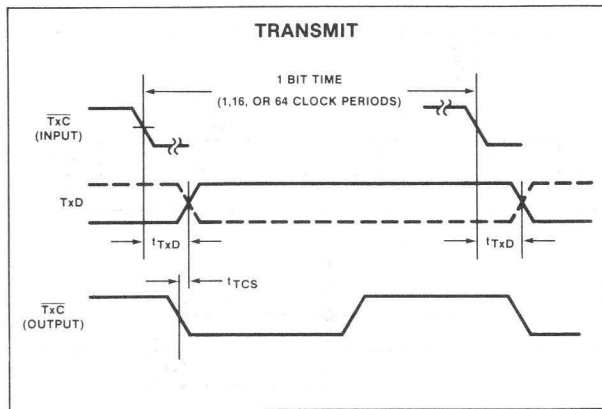 TRANSMIT
1 BIT TIME
(1,16, OR 64 CLOCK PERIODS)
TxC
(INPUT)
TxD
tTxD
tTxD
tTCS
TxC
(OUTPUT)